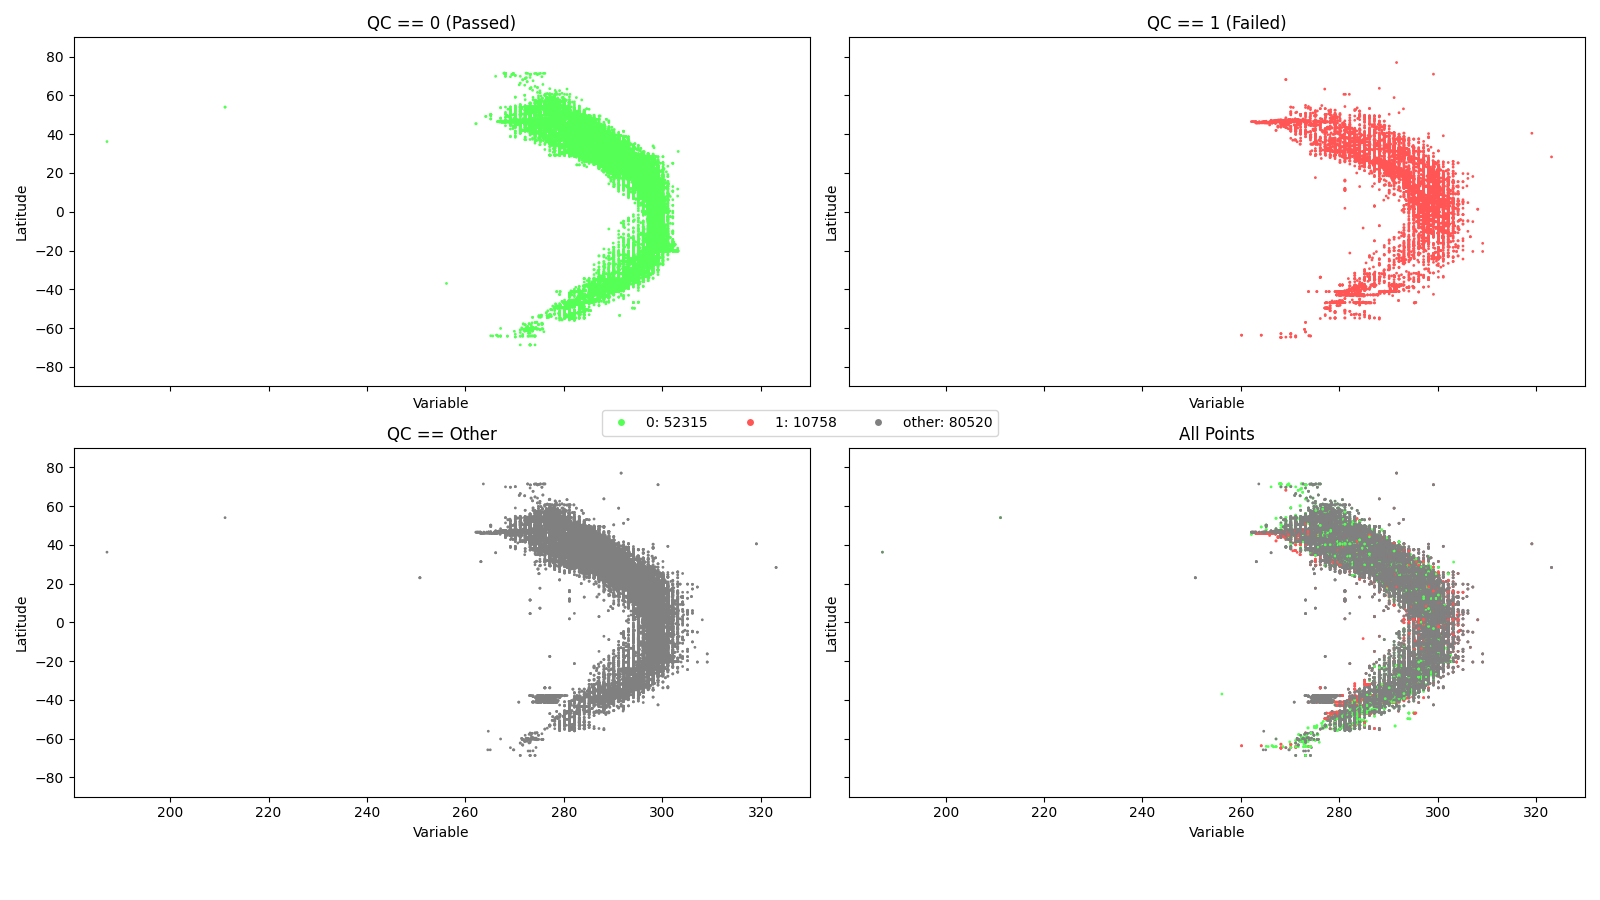 QC == 0 (Passed)
QC == 1 (Failed)
80
60
40
20
0
−20
−40
−60
−80
Latitude
Latitude
Variable
Variable
0: 52315
1: 10758
other: 80520
QC == Other
All Points
80
60
40
20
0
−20
−40
−60
−80
Latitude
Latitude
200
220
240
260
280
300
320
200
220
240
260
280
300
320
Variable
Variable